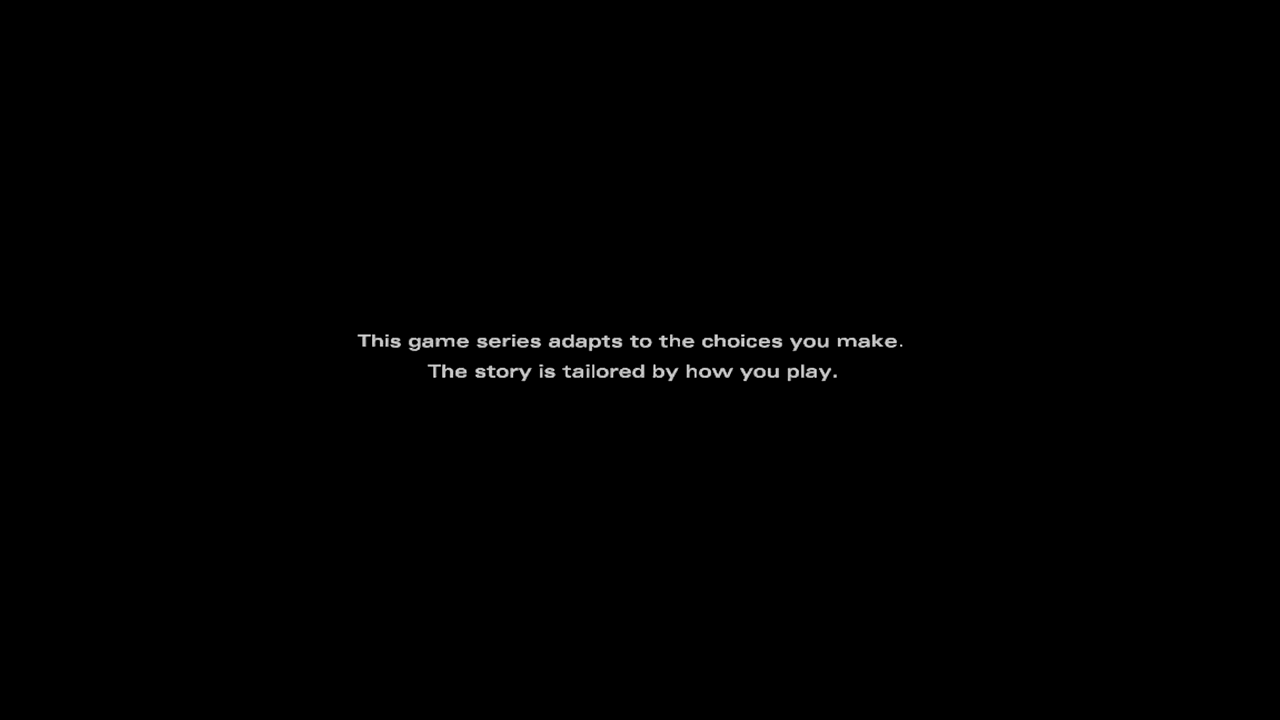 This game series adapts to the choices you make.
The story is tailored by how you play.